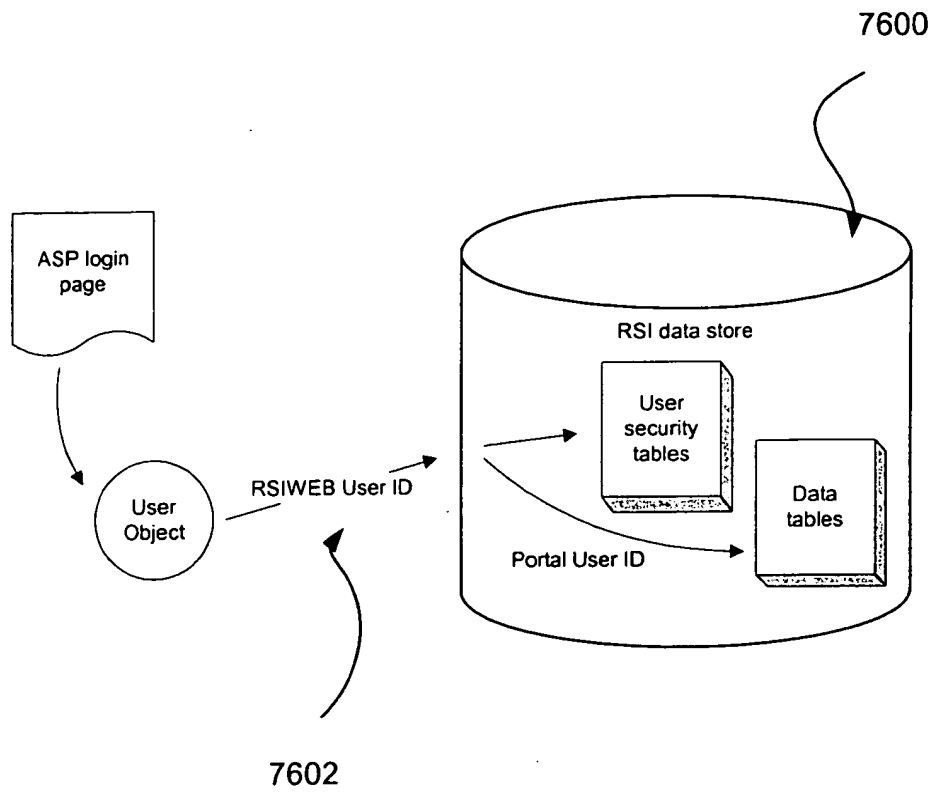 7600
ASP login
page
RSI data store
User
security
tables
RSIWEB User ID
User
Object
Data
tables
Portal User ID
7602